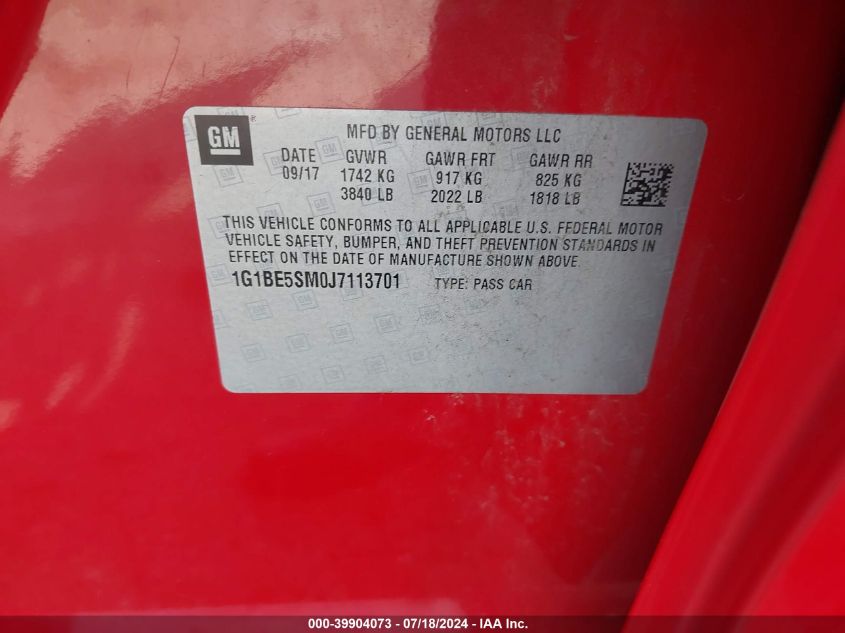 GM ®
MFD BY GENERAL MOTORS LLC
DATE GVWR GAWR FRT GAWR RR
09/17 1742 KG 917 KG 825 KG
3840 LB 2022 LB 1818 LB
THIS VEHICLE CONFORMS TO ALL APPLICABLE U.S. FEDERAL MOTOR
VEHICLE SAFETY, BUMPER, AND THEFT PREVENTION STANDARDS IN
EFFECT ON THE DATE OF MANUFACTURE SHOWN ABOVE.
1G1BE5SM0J7113701 TYPE: PASS CAR
000-39904073 - 07/18/2024 - IAA Inc.